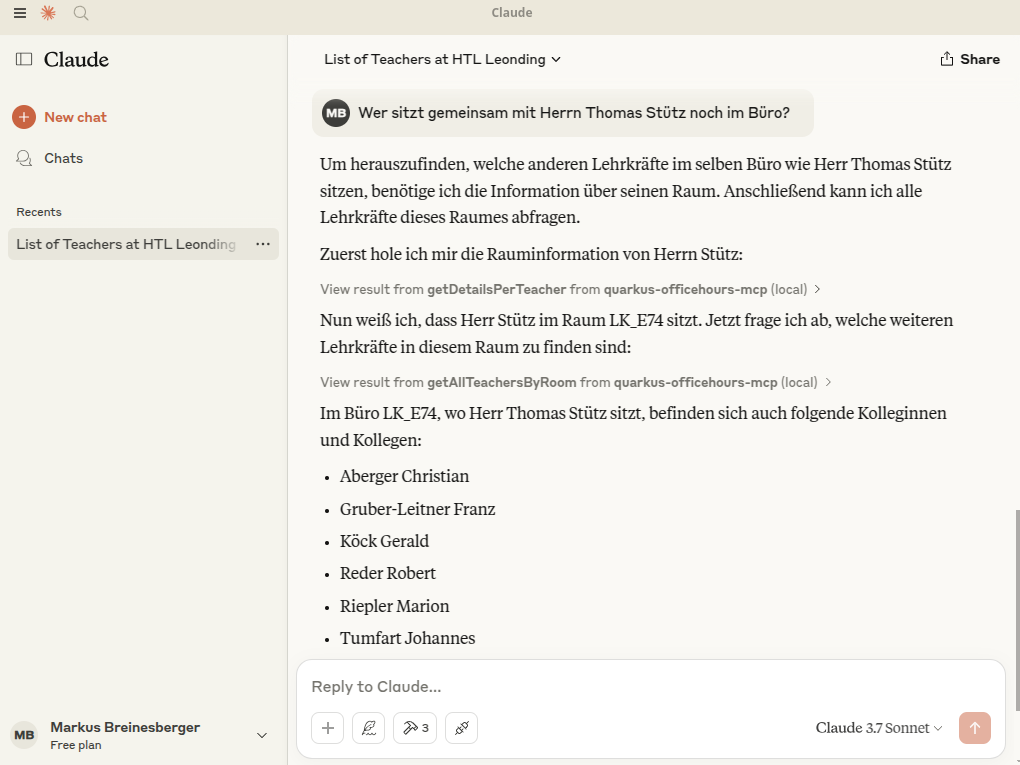 Claude
Claude
New chat
Chats
Recents
List of Teachers at HTL Leonding
Markus Breinesberger
MB
Free plan
List of Teachers at HTL Leonding
Share
MB Wer sitzt gemeinsam mit Herrn Thomas Stütz noch im Büro?
Um herauszufinden, welche anderen Lehrkräfte im selben Büro wie Herr Thomas Stütz
sitzen, benötige ich die Information über seinen Raum. Anschließend kann ich alle
Lehrkräfte dieses Raumes abfragen.
Zuerst hole ich mir die Rauminformation von Herrn Stütz:
View result from getDetailsPerTeacher from quarkus-officehours-mcp (local)
Nun weiß ich, dass Herr Stütz im Raum LK_E74 sitzt. Jetzt frage ich ab, welche weiteren
Lehrkräfte in diesem Raum zu finden sind:
View result from getAllTeachersByRoom from quarkus-officehours-mcp (local)
Im Büro LK_E74, wo Herr Thomas Stütz sitzt, befinden sich auch folgende Kolleginnen
und Kollegen:
• Aberger Christian
• Gruber-Leitner Franz
• Köck Gerald
• Reder Robert
• Riepler Marion
• Tumfart Johannes
Reply to Claude...
3
Claude 3.7 Sonnet